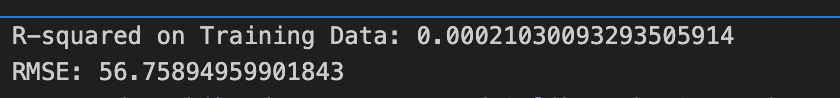 R-squared on Training Data: 0.00021030093293505914
RMSE: 56.75894959901843